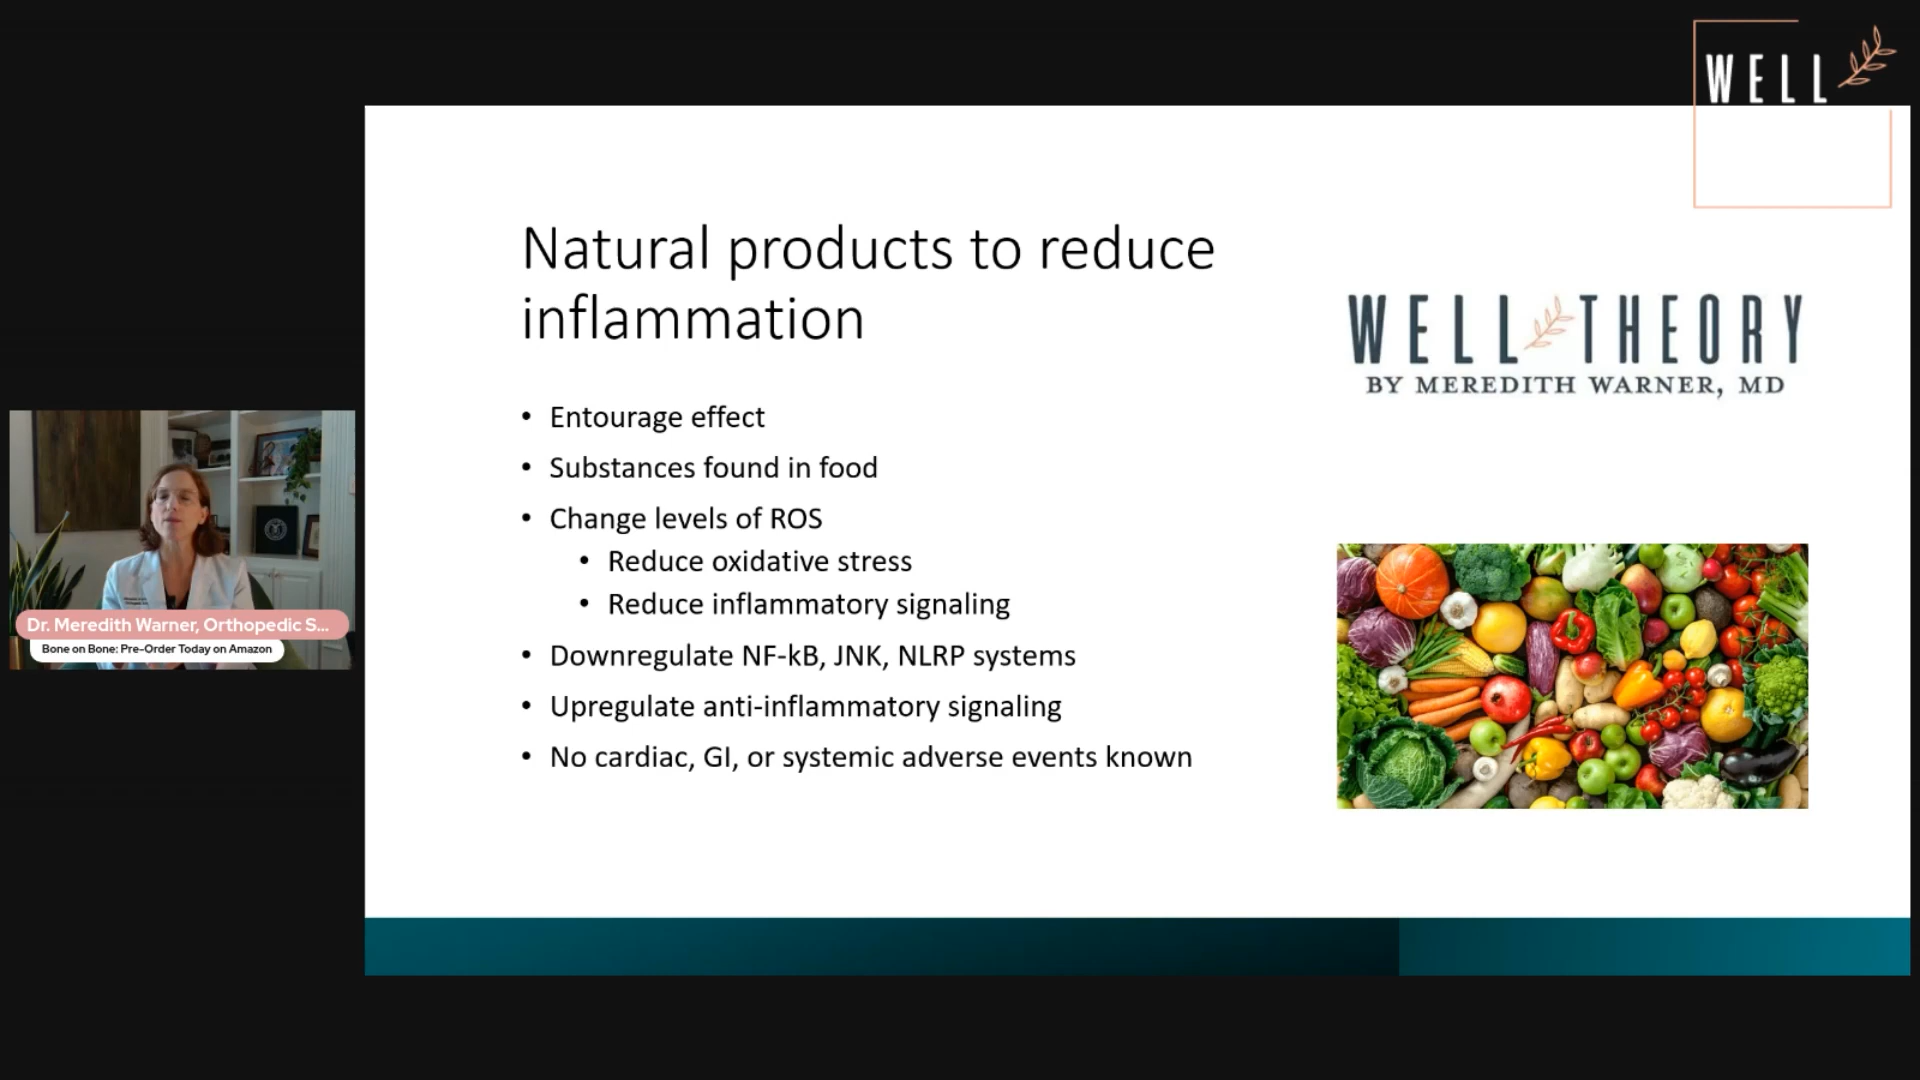 WELL
Natural products to reduce
inflammation
WELL THEORY
BY MEREDITH WARNER, MD
• Entourage effect
• Substances found in food
• Change levels of ROS
• Reduce oxidative stress
• Reduce inflammatory signaling
• Downregulate NF-kB, JNK, NLRP systems
• Upregulate anti-inflammatory signaling
• No cardiac, GI, or systemic adverse events known
Dr. Meredith Warner, Orthopedic S...
Bone on Bone: Pre-Order Today on Amazon